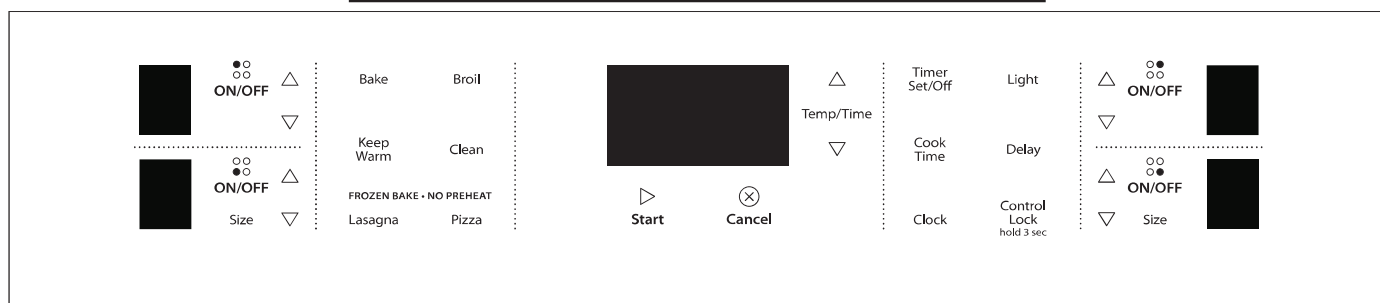 ON/OFF
ON/OFF
Size
Bake
Broil
Keep
Warm
Clean
FROZEN BAKE • NO PREHEAT
Lasagna
Pizza
Start
Cancel
Temp/Time
Timer
Set/Off
Light
Cook
Time
Delay
Clock
Control
Lock
hold 3 sec
ON/OFF
ON/OFF
Size